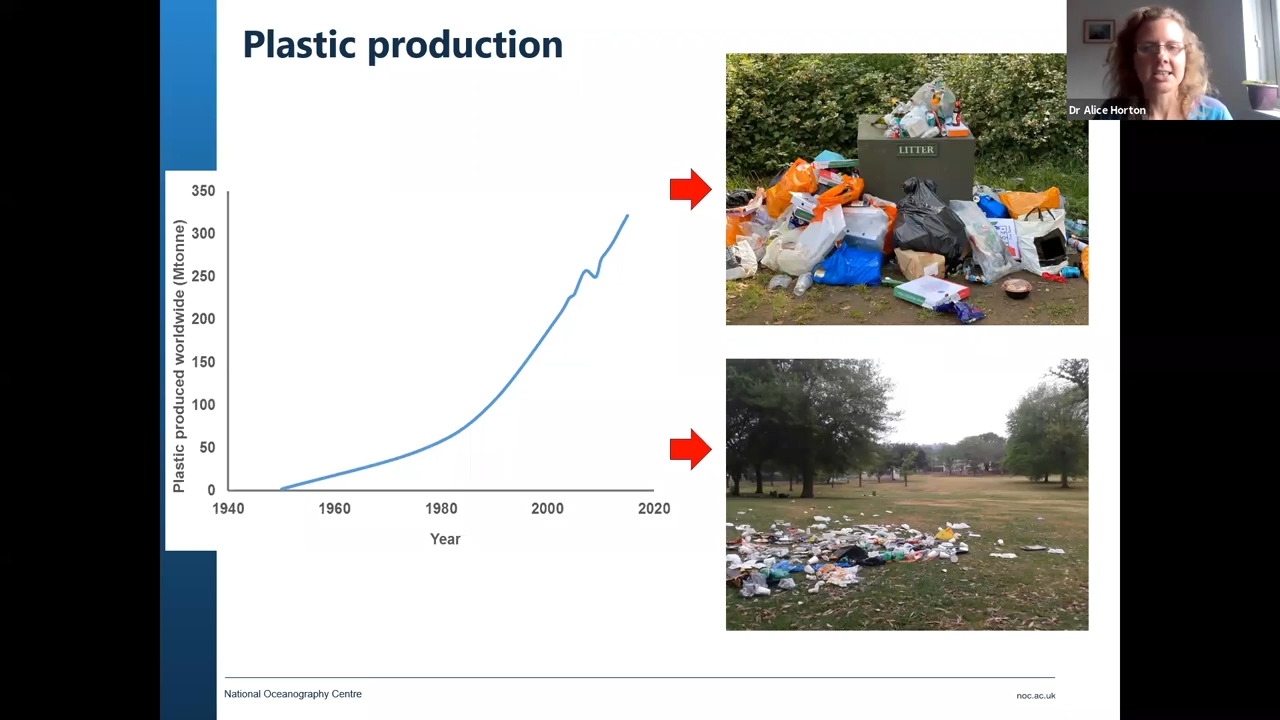 Plastic production
Dr Alice Horton
LITTER
Plastic produced worldwide (Mtonne)
350
300
250
200
150
100
50
0
1940 1960 1980 2000 2020
Year
National Oceanography Centre
noc.ac.uk